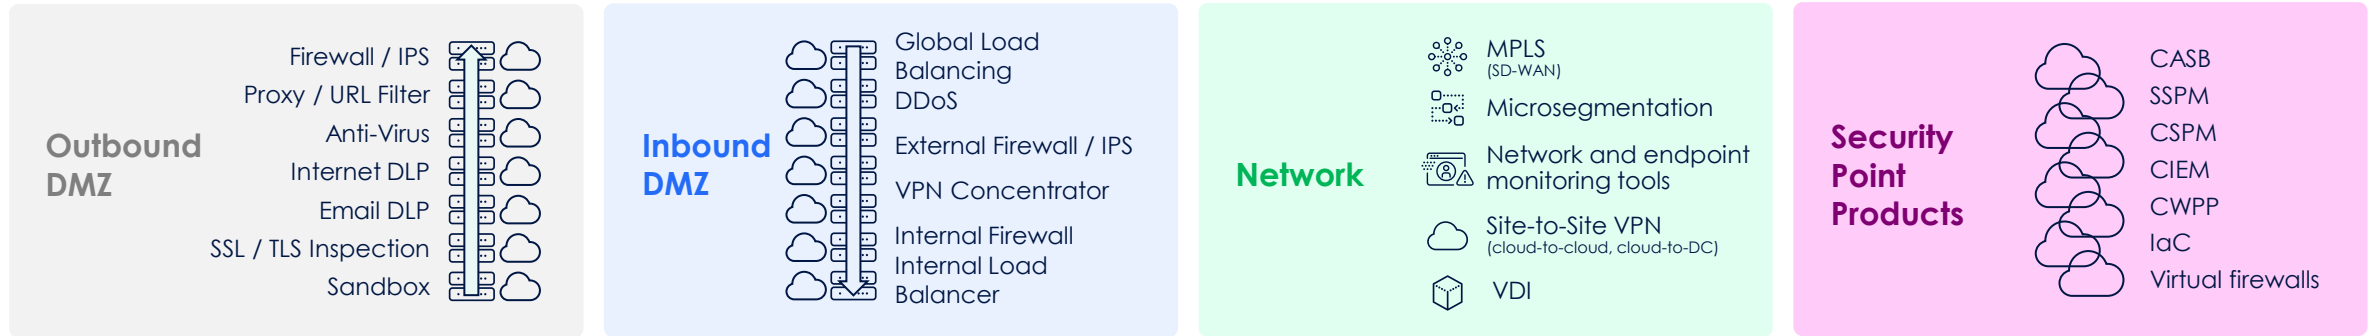 Outbound
DMZ
Firewall / IPS
Proxy / URL Filter
Anti-Virus
Internet DLP
Email DLP
SSL / TLS Inspection
Sandbox
Inbound
DMZ
Global Load
Balancing
DDoS
External Firewall / IPS
VPN Concentrator
Internal Firewall
Internal Load
Balancer
Network
MPLS
(SD-WAN)
Microsegmentation
Network and endpoint
monitoring tools
Site-to-Site VPN
(cloud-to-cloud, cloud-to-DC)
VDI
Security
Point
Products
CASB
SSPM
CSPM
CIEM
CWPP
IaC
Virtual firewalls